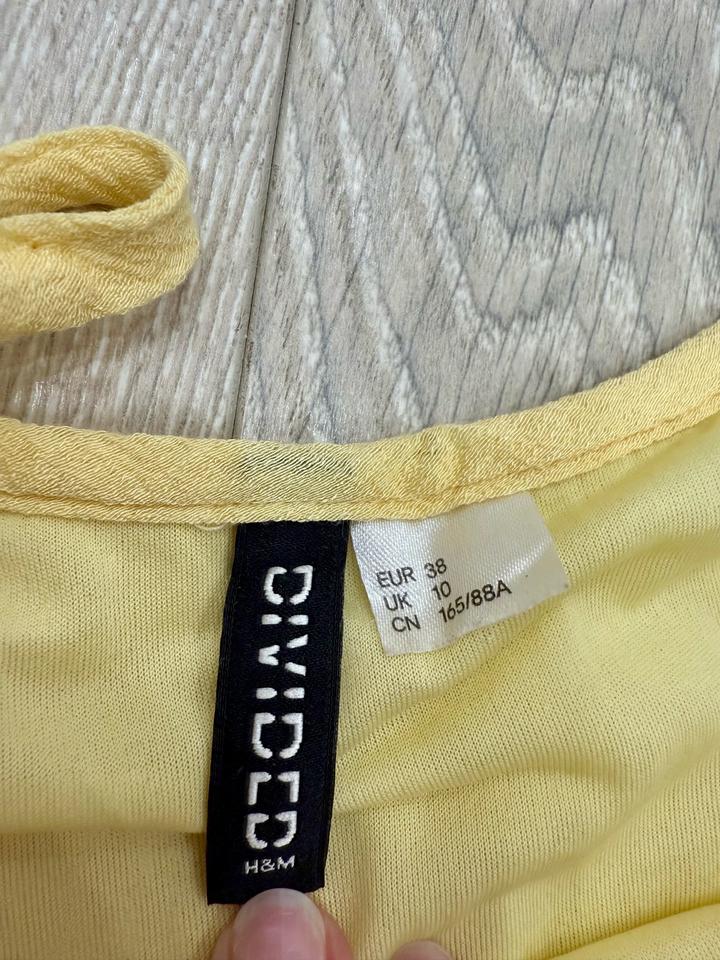 DIVIDED
H&M
EUR 38
UK 10
CN 165/88A